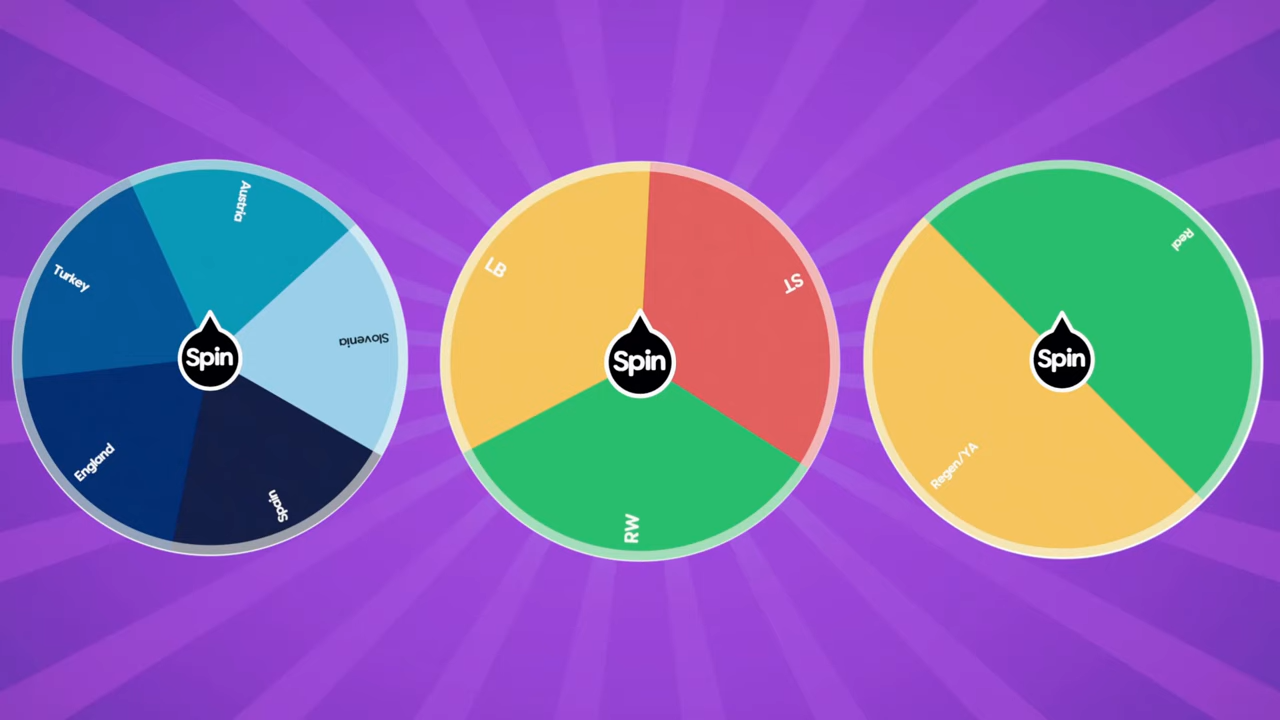 Austria
Turkey
Slovenia
England
Spain
Spin
LB
ST
RW
Spin
Real
Regen/YA
Spin